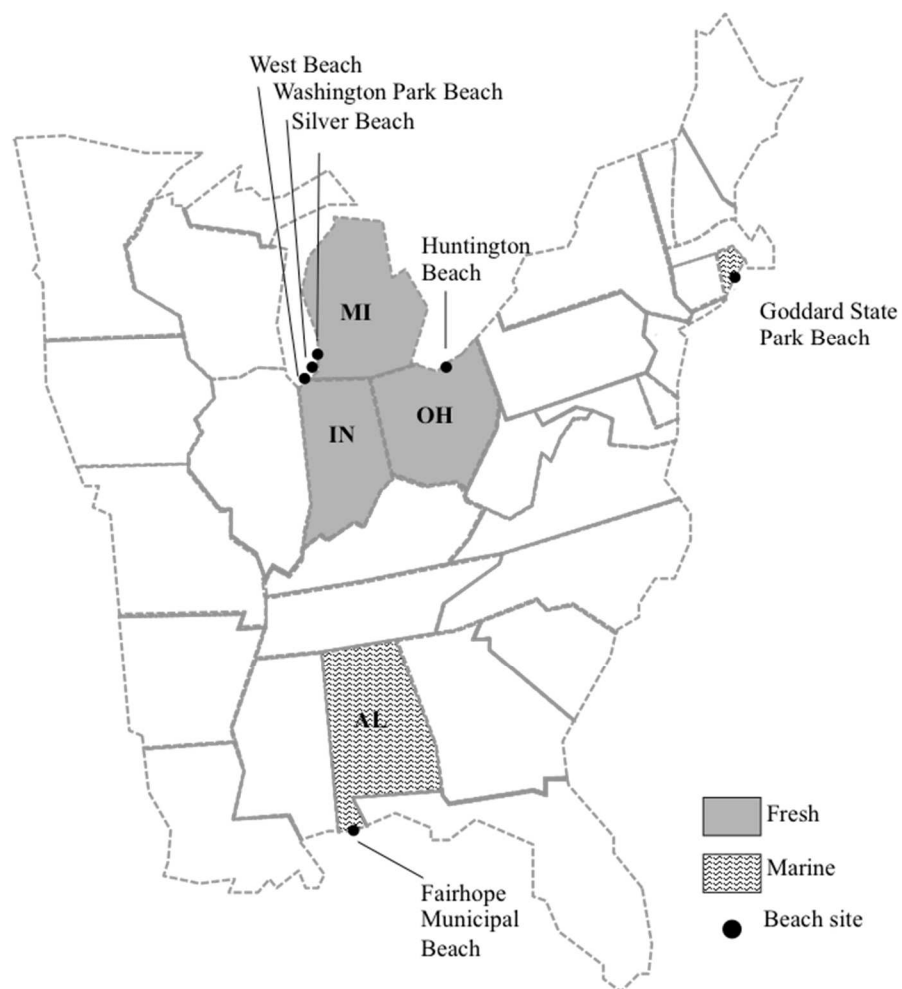 West Beach
Washington Park Beach
Silver Beach
Huntington
Beach
MI
Goddard State
Park Beach
IN
OH
AL
Fresh
Marine
Beach site
Fairhope
Municipal
Beach